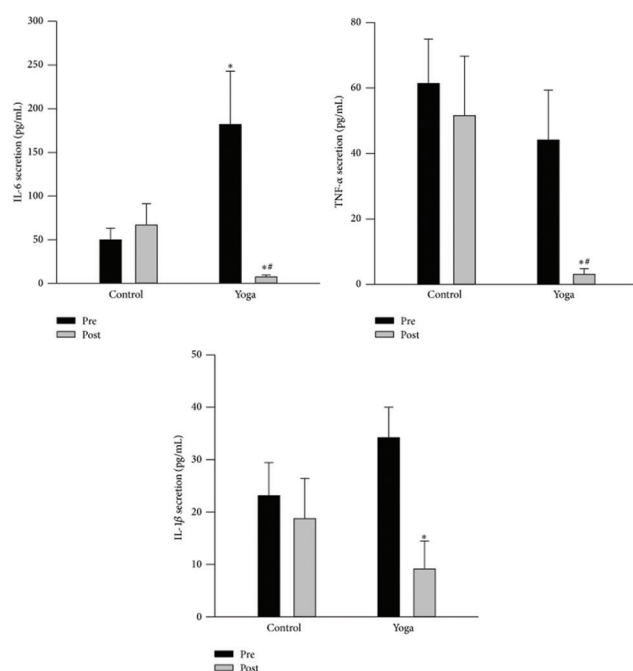 300
250
200
150
100
50
0
IL-6 secretion (pg/mL)
*
*#
Control
Yoga
Pre
Post
80
60
40
20
0
TNF-α secretion (pg/mL)
*#
Control
Yoga
Pre
Post
50
40
30
20
10
0
IL-1β secretion (pg/mL)
*
Control
Yoga
Pre
Post